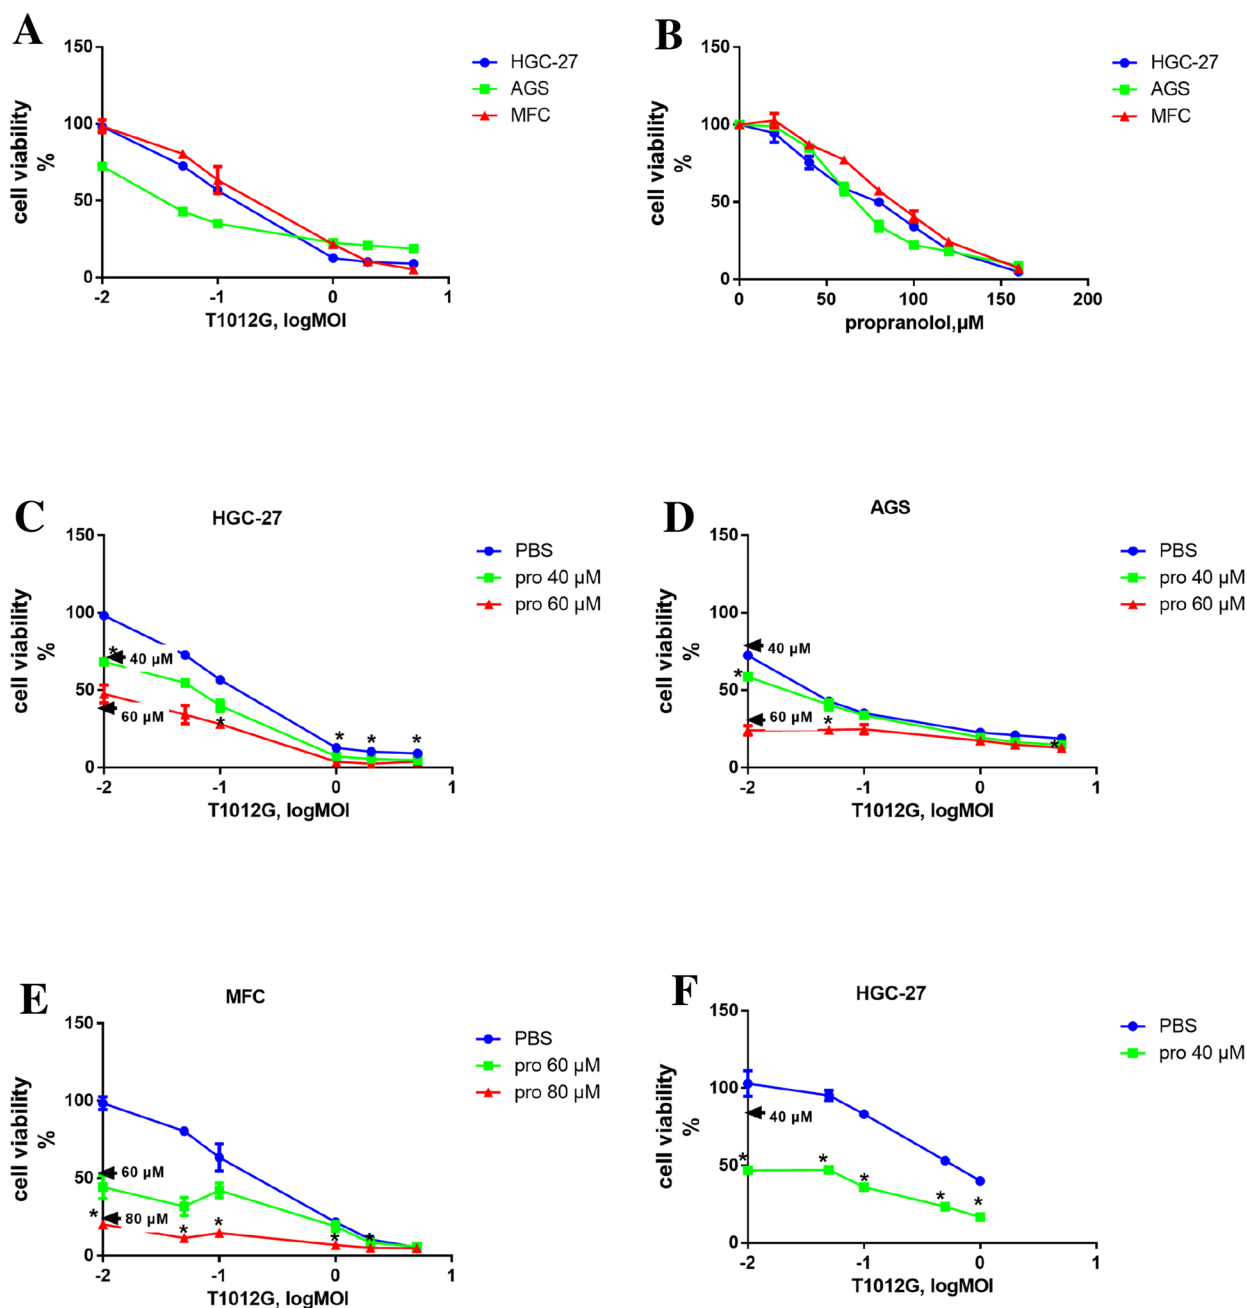 A
150
100
50
0
cell viability
%
-2
-1
0
1
T1012G, logMOI
HGC-27
AGS
MFC
B
150
100
50
0
cell viability
%
0
50
100
150
200
propranolol,μM
HGC-27
AGS
MFC
C
HGC-27
150
100
50
0
cell viability
%
*
40 μM
60 μM
*
* * *
-2
-1
0
1
T1012G, logMOI
PBS
pro 40 μM
pro 60 μM
D
AGS
150
100
50
0
cell viability
%
40 μM
*
60 μM
*
*
-2
-1
0
1
T1012G, logMOI
PBS
pro 40 μM
pro 60 μM
E
MFC
150
100
50
0
cell viability
%
60 μM
80 μM
* * * * *
-2
-1
0
1
T1012G, logMOI
PBS
pro 60 μM
pro 80 μM
F
HGC-27
150
100
50
0
cell viability
%
40 μM
* * * * *
-2
-1
0
1
T1012G, logMOI
PBS
pro 40 μM